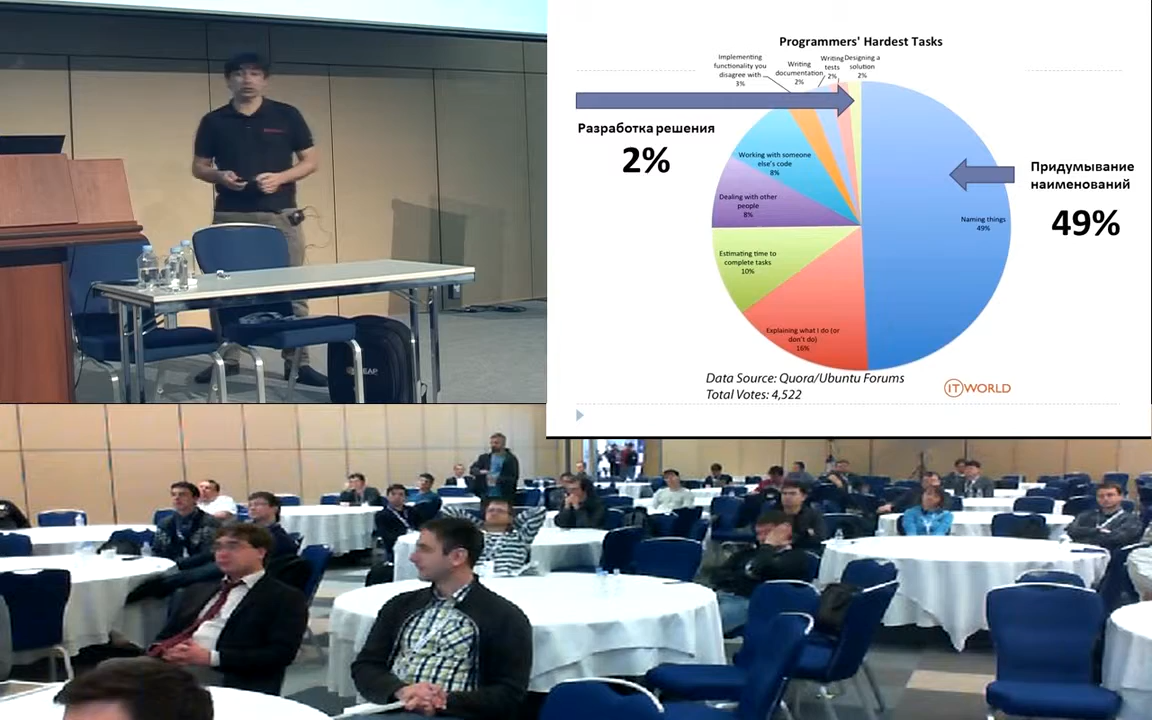 Programmers' Hardest Tasks
Implementing
functionality you
disagree with
3%
Writing
documentation
2%
Writing
tests
2%
Designing a
solution
2%
Разработка решения
2%
Придумывание
наименований
49%
Working with someone
else's code
8%
Dealing with other
people
8%
Naming things
49%
Estimating time to
complete tasks
10%
Explaining what I do (or
don't do)
16%
Data Source: Quora/Ubuntu Forums
Total Votes: 4,522
IT WORLD